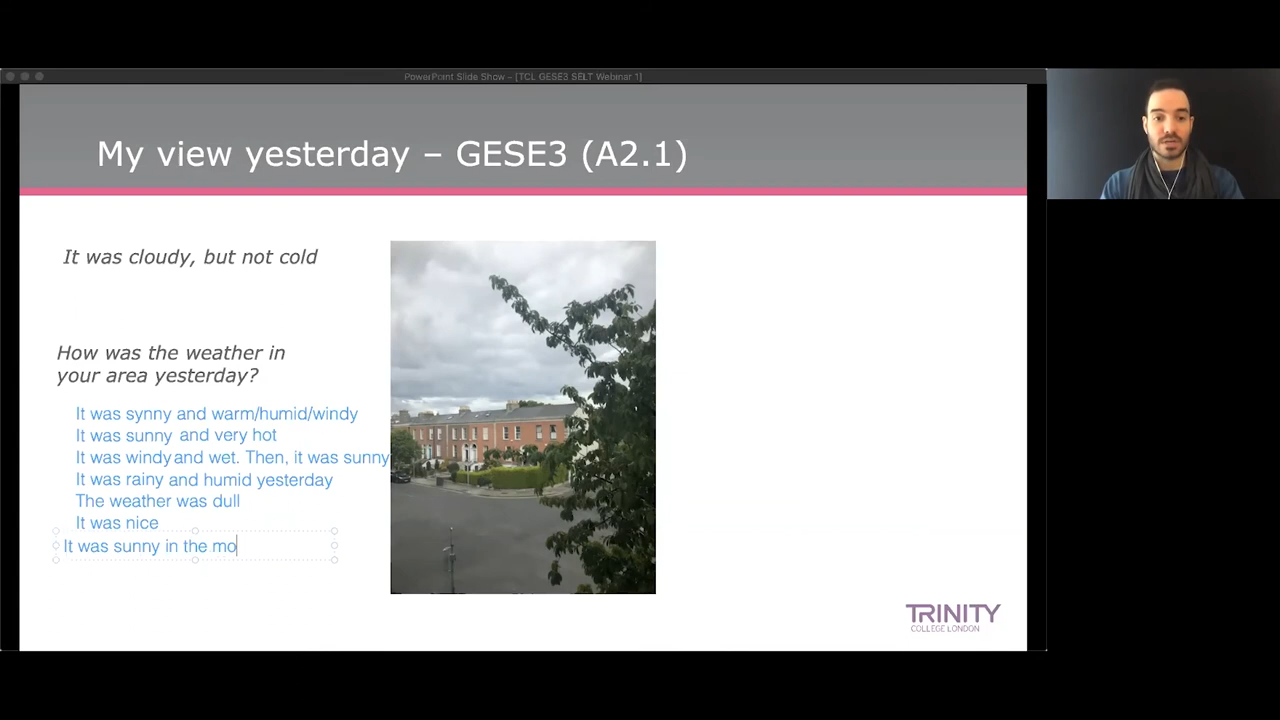 PowerPoint Slide Show – [TCL GESE3 SELT Webinar 1]
My view yesterday – GESE3 (A2.1)
It was cloudy, but not cold
How was the weather in
your area yesterday?
It was synny and warm/humid/windy
It was sunny and very hot
It was windy and wet. Then, it was sunny
It was rainy and humid yesterday
The weather was dull
It was nice
It was sunny in the mo
TRINITY
COLLEGE LONDON